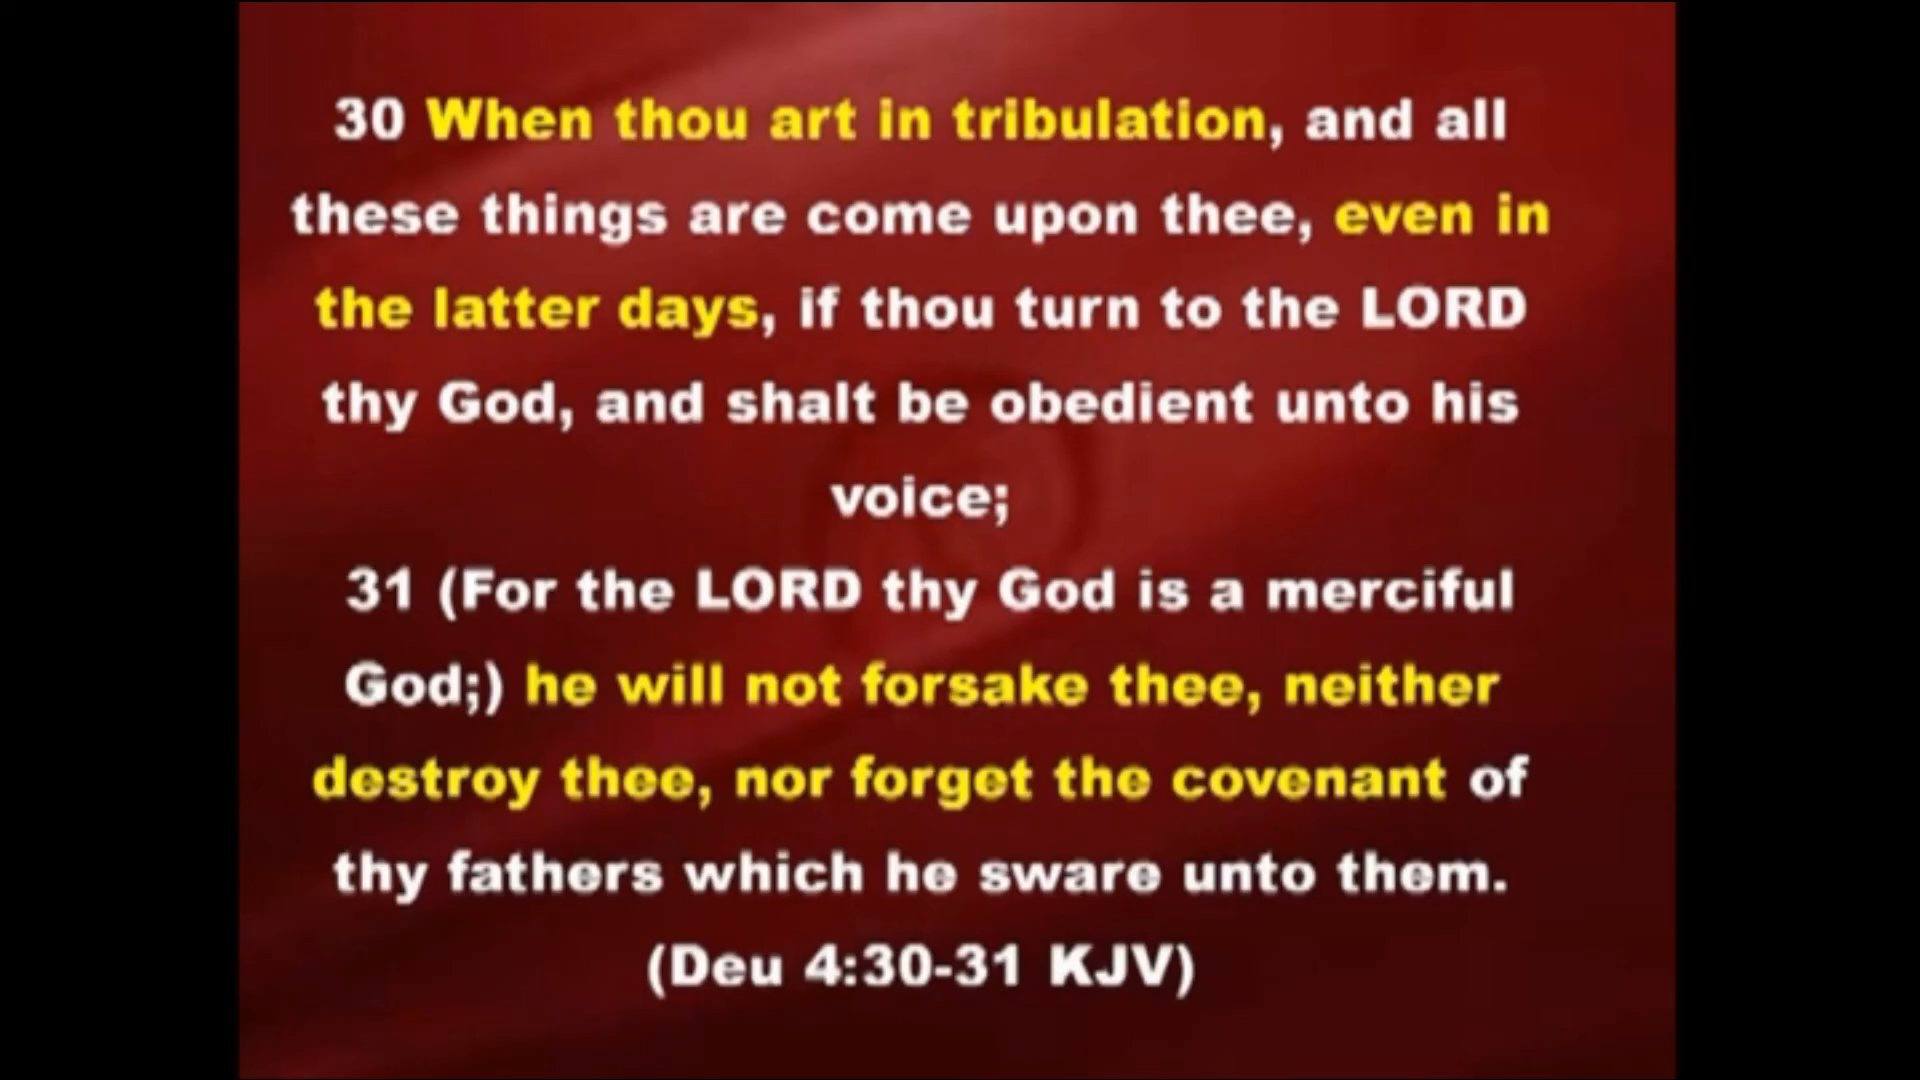 30 When thou art in tribulation, and all
these things are come upon thee, even in
the latter days, if thou turn to the LORD
thy God, and shalt be obedient unto his
voice;
31 (For the LORD thy God is a merciful
God;) he will not forsake thee, neither
destroy thee, nor forget the covenant of
thy fathers which he sware unto them.
(Deu 4:30-31 KJV)